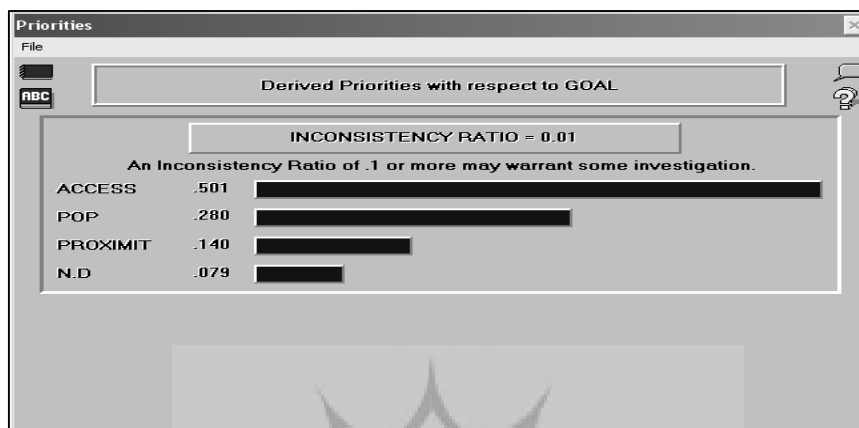 Priorities
File
ABC
Derived Priorities with respect to GOAL
INCONSISTENCY RATIO = 0.01
An Inconsistency Ratio of .1 or more may warrant some investigation.
ACCESS .501
POP .280
PROXIMIT .140
N.D .079